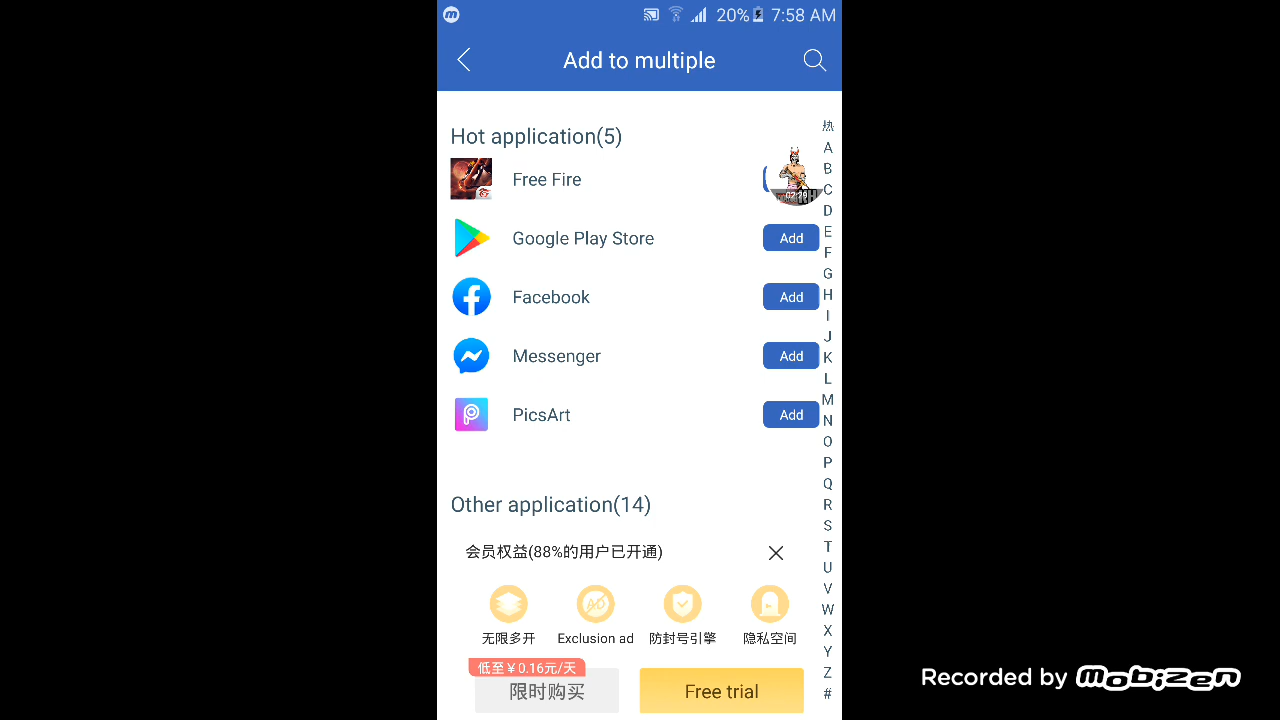 20% 7:58 AM
Add to multiple
Hot application(5)
热
A
B
C
D
E
F
G
H
I
J
K
L
M
N
O
P
Q
R
S
T
U
V
W
X
Y
Z
#
Free Fire
02:29
Google Play Store
Add
Facebook
Add
Messenger
Add
PicsArt
Add
Other application(14)
会员权益(88%的用户已开通)
无限多开
AD
Exclusion ad
防封号引擎
隐私空间
低至¥0.16元/天
限时购买
Free trial
Recorded by mobizen